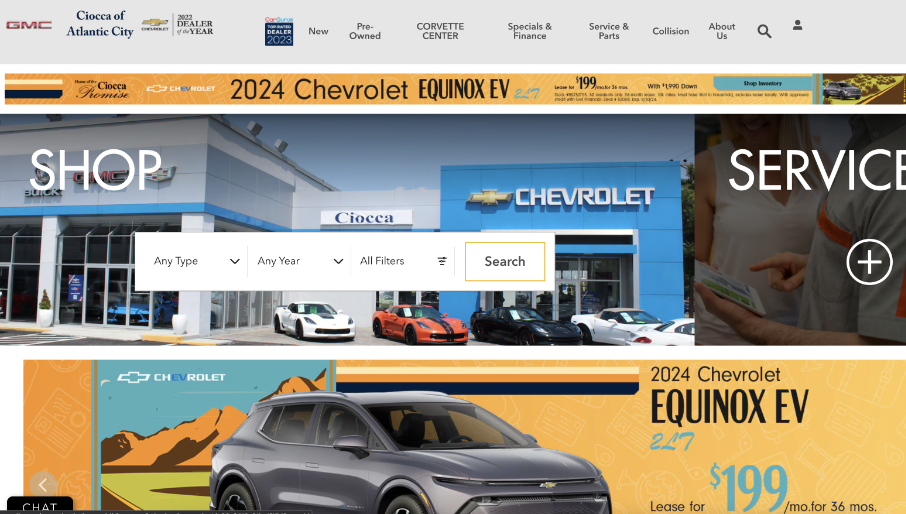 GMC
Ciocca of
Atlantic City
CHEVROLET
2022
DEALER
of the YEAR
CarGurus
TOP RATED
DEALER
2023
New
Pre-
Owned
CORVETTE
CENTER
Specials &
Finance
Service &
Parts
Collision
About
Us
Home of the
Ciocca
Promise
CHEVROLET
2024 Chevrolet EQUINOX EV 2LT
$199
Lease for /mo.for 36 mos.
With $1,990 Down
Shop Inventory
SHOP
SERVICE
BUICK
GMC
CHEVROLET
Ciocca
Any Type
Any Year
All Filters
Search
CHEVROLET
2024 Chevrolet
EQUINOX EV
2LT
$199
Lease for /mo.for 36 mos.
CHAT